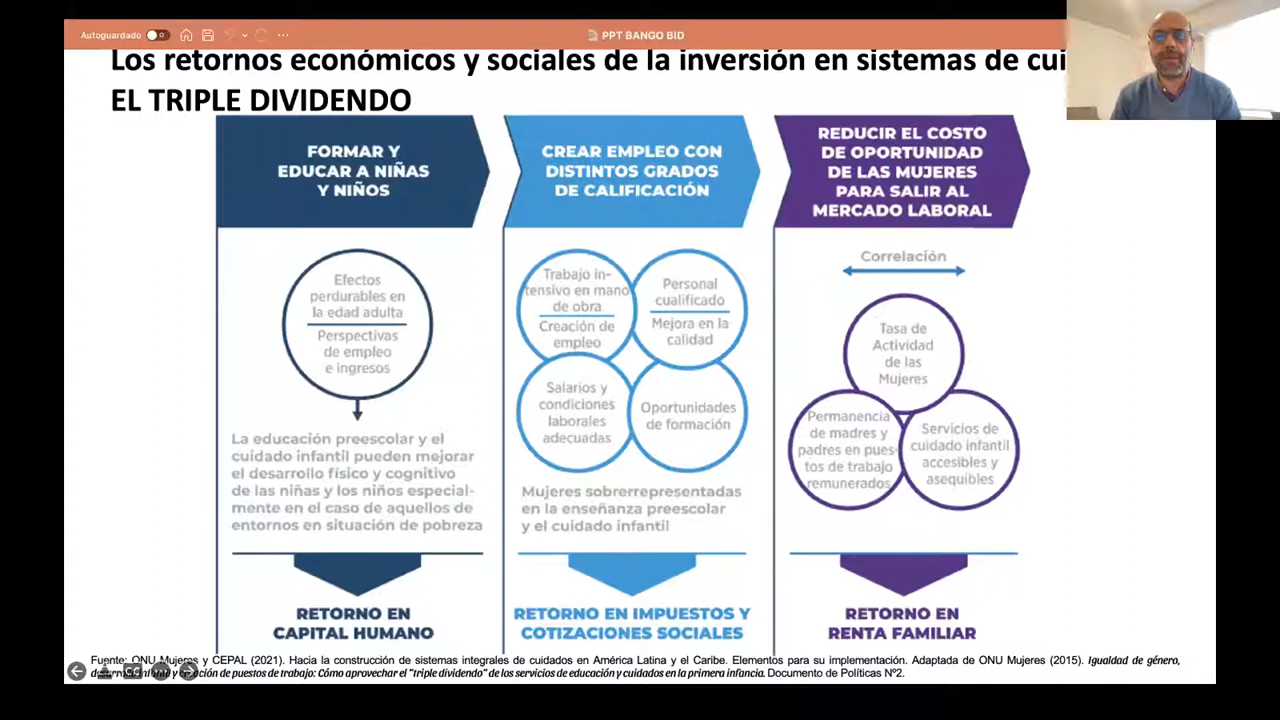 Autoguardado
PPT BANGO BID
Los retornos económicos y sociales de la inversión en sistemas de cui
EL TRIPLE DIVIDENDO
FORMAR Y
EDUCAR A NIÑAS
Y NIÑOS
Efectos
perdurables en
la edad adulta
Perspectivas
de empleo
e ingresos
La educación preescolar y el
cuidado infantil pueden mejorar
el desarrollo físico y cognitivo
de las niñas y los niños especial-
mente en el caso de aquellos de
entornos en situación de pobreza
RETORNO EN
CAPITAL HUMANO
CREAR EMPLEO CON
DISTINTOS GRADOS
DE CALIFICACIÓN
Trabajo in-
tensivo en mano
de obra
Creación de
empleo
Personal
cualificado
Mejora en la
calidad
Salarios y
condiciones
laborales
adecuadas
Oportunidades
de formación
Mujeres sobrerrepresentadas
en la enseñanza preescolar
y el cuidado infantil
RETORNO EN IMPUESTOS Y
COTIZACIONES SOCIALES
REDUCIR EL COSTO
DE OPORTUNIDAD
DE LAS MUJERES
PARA SALIR AL
MERCADO LABORAL
Correlación
Tasa de
Actividad
de las
Mujeres
Permanencia
de madres y
padres en pues-
tos de trabajo
remunerados
Servicios de
cuidado infantil
accesibles y
asequibles
RETORNO EN
RENTA FAMILIAR
Fuente: ONU Mujeres y CEPAL (2021). Hacia la construcción de sistemas integrales de cuidados en América Latina y el Caribe. Elementos para su implementación. Adaptada de ONU Mujeres (2015). Igualdad de género,
y creación de puestos de trabajo: Cómo aprovechar el "triple dividendo" de los servicios de educación y cuidados en la primera infancia. Documento de Políticas Nº2.